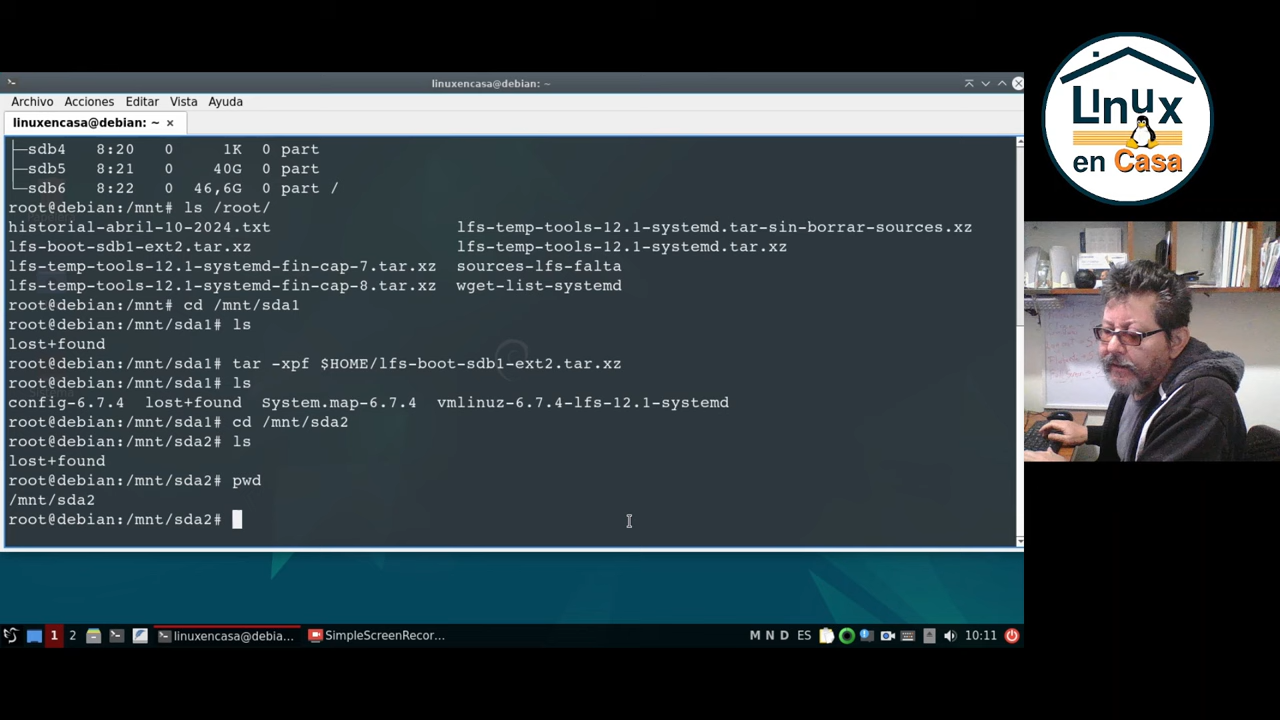 linuxencasa@debian: ~
Archivo Acciones Editar Vista Ayuda
linuxencasa@debian: ~ ×
├─sdb4 8:20 0 1K 0 part
├─sdb5 8:21 0 40G 0 part
└─sdb6 8:22 0 46,6G 0 part /
root@debian:/mnt# ls /root/
historial-abril-10-2024.txt lfs-temp-tools-12.1-systemd.tar-sin-borrar-sources.xz
lfs-boot-sdb1-ext2.tar.xz lfs-temp-tools-12.1-systemd.tar.xz
lfs-temp-tools-12.1-systemd-fin-cap-7.tar.xz sources-lfs-falta
lfs-temp-tools-12.1-systemd-fin-cap-8.tar.xz wget-list-systemd
root@debian:/mnt# cd /mnt/sda1
root@debian:/mnt/sda1# ls
lost+found
root@debian:/mnt/sda1# tar -xpf $HOME/lfs-boot-sdb1-ext2.tar.xz
root@debian:/mnt/sda1# ls
config-6.7.4 lost+found System.map-6.7.4 vmlinuz-6.7.4-lfs-12.1-systemd
root@debian:/mnt/sda1# cd /mnt/sda2
root@debian:/mnt/sda2# ls
lost+found
root@debian:/mnt/sda2# pwd
/mnt/sda2
root@debian:/mnt/sda2#
1 2 linuxencasa@debia... SimpleScreenRecor... M N D ES 10:11
Linux
en Casa